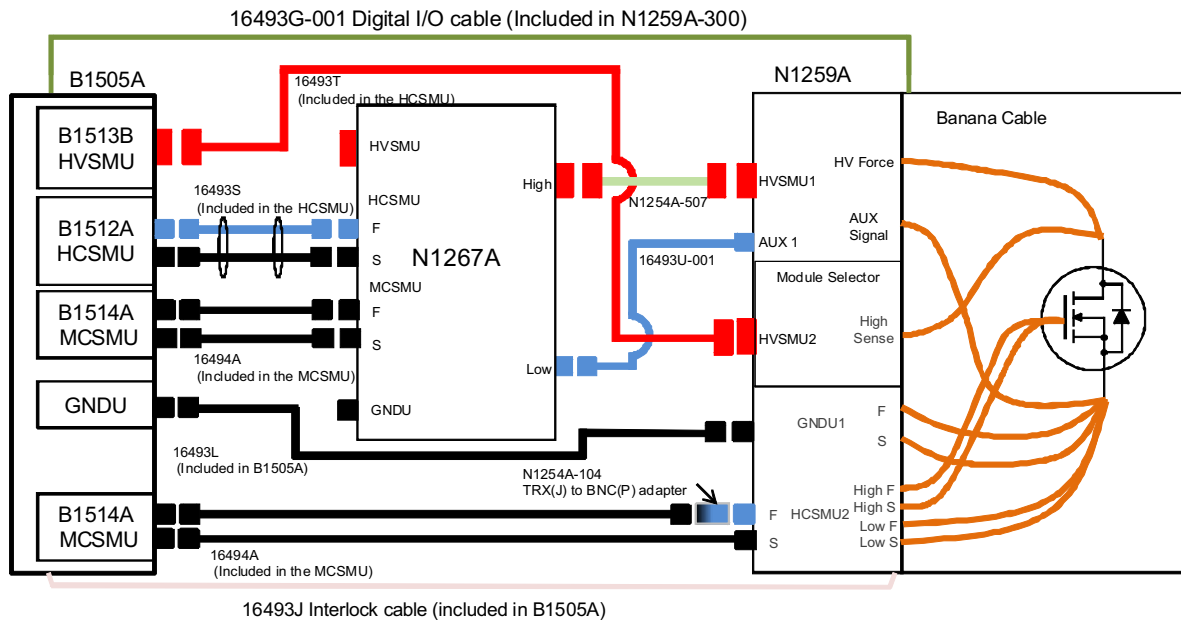 16493G-001 Digital I/O cable (Included in N1259A-300)
B1505A
N1259A
16493T
(Included in the HCSMU)
B1513B
HVSMU
HVSMU
Banana Cable
HV Force
High
HVSMU1
N1254A-507
16493S
(Included in the HCSMU)
HCSMU
B1512A
HCSMU
F
S
N1267A
AUX
Signal
AUX 1
16493U-001
Module Selector
MCSMU
B1514A
MCSMU
F
S
High
Sense
HVSMU2
16494A
(Included in the MCSMU)
Low
GNDU
GNDU
GNDU1
F
S
16493L
(Included in B1505A)
N1254A-104
TRX(J) to BNC(P) adapter
B1514A
MCSMU
F
HCSMU2
S
High F
High S
Low F
Low S
16494A
(Included in the MCSMU)
16493J Interlock cable (included in B1505A)